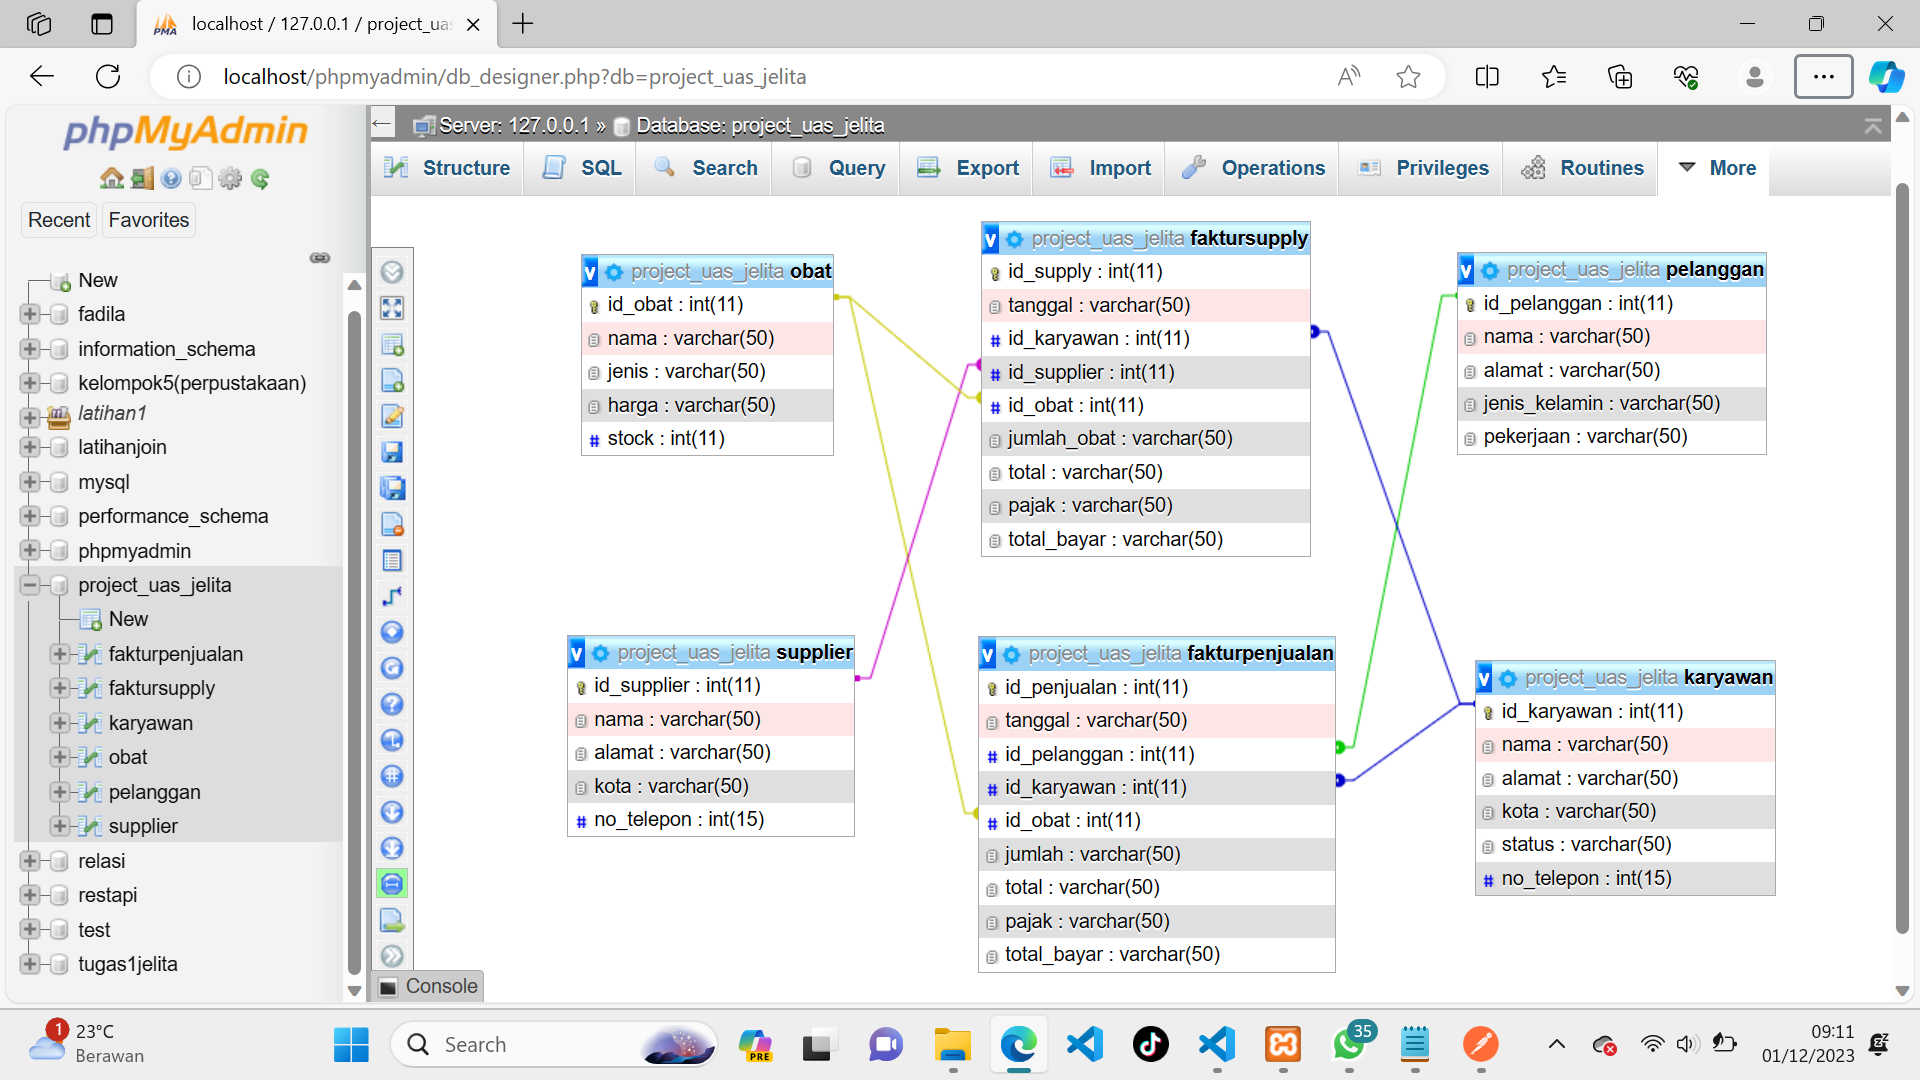 localhost / 127.0.0.1 / project_ua
localhost/phpmyadmin/db_designer.php?db=project_uas_jelita
phpMyAdmin
Recent
Favorites
New
fadila
information_schema
kelompok5(perpustakaan)
latihan1
latihanjoin
mysql
performance_schema
phpmyadmin
project_uas_jelita
New
fakturpenjualan
faktursupply
karyawan
obat
pelanggan
supplier
relasi
restapi
test
tugas1jelita
Server: 127.0.0.1 » Database: project_uas_jelita
Structure
SQL
Search
Query
Export
Import
Operations
Privileges
Routines
More
v project_uas_jelita obat
id_obat : int(11)
nama : varchar(50)
jenis : varchar(50)
harga : varchar(50)
# stock : int(11)
v project_uas_jelita faktursupply
id_supply : int(11)
tanggal : varchar(50)
# id_karyawan : int(11)
# id_supplier : int(11)
# id_obat : int(11)
jumlah_obat : varchar(50)
total : varchar(50)
pajak : varchar(50)
total_bayar : varchar(50)
v project_uas_jelita pelanggan
id_pelanggan : int(11)
nama : varchar(50)
alamat : varchar(50)
jenis_kelamin : varchar(50)
pekerjaan : varchar(50)
v project_uas_jelita supplier
id_supplier : int(11)
nama : varchar(50)
alamat : varchar(50)
kota : varchar(50)
# no_telepon : int(15)
v project_uas_jelita fakturpenjualan
id_penjualan : int(11)
tanggal : varchar(50)
# id_pelanggan : int(11)
# id_karyawan : int(11)
# id_obat : int(11)
jumlah : varchar(50)
total : varchar(50)
pajak : varchar(50)
total_bayar : varchar(50)
v project_uas_jelita karyawan
id_karyawan : int(11)
nama : varchar(50)
alamat : varchar(50)
kota : varchar(50)
status : varchar(50)
# no_telepon : int(15)
Console
1
23°C
Berawan
Search
PRE
35
09:11
01/12/2023